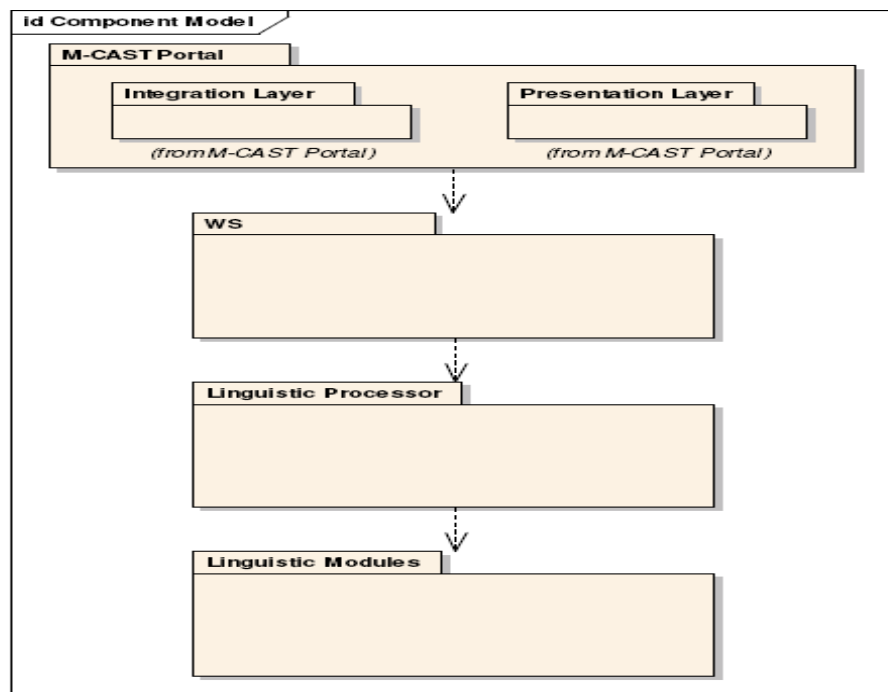 id Component Model
M-CAST Portal
Integration Layer
Presentation Layer
(from M-CAST Portal)
(from M-CAST Portal)
WS
Linguistic Processor
Linguistic Modules